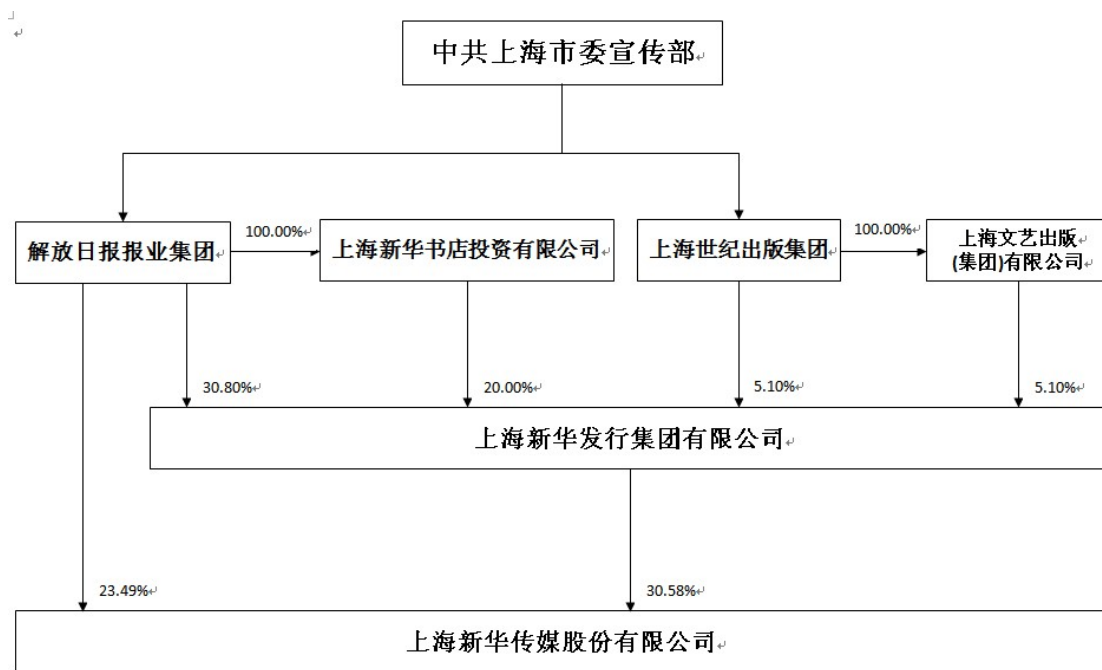 中共上海市委宣传部
解放日报报业集团
100.00%
上海新华书店投资有限公司
上海世纪出版集团
100.00%
上海文艺出版
(集团)有限公司
30.80%
20.00%
5.10%
5.10%
上海新华发行集团有限公司
23.49%
30.58%
上海新华传媒股份有限公司